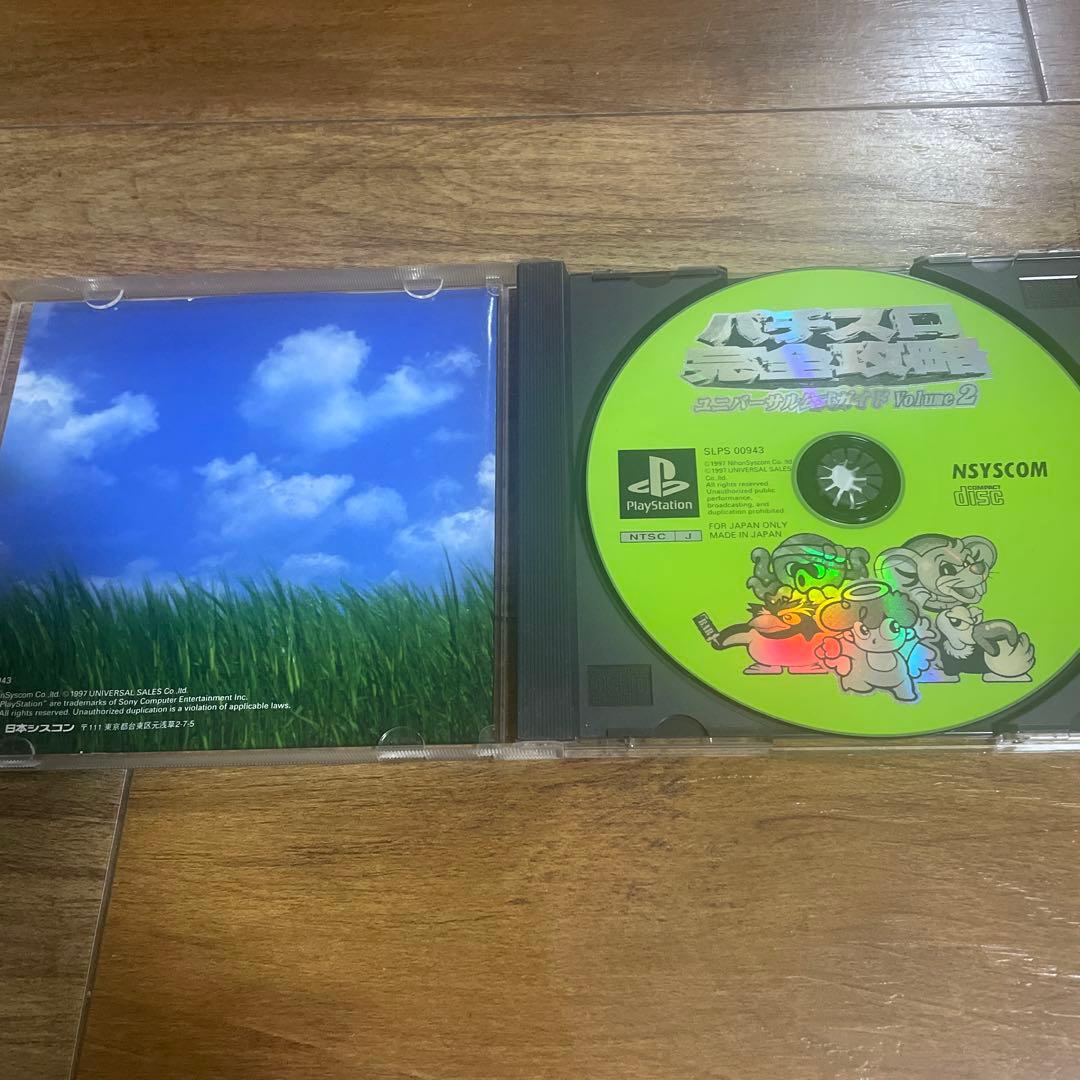 943
nSyscom Co.,ltd. ©1997 UNIVERSAL SALES Co.,ltd.
PlayStation" are trademarks of Sony Computer Entertainment Inc.
All rights reserved. Unauthorized duplication is a violation of applicable laws.
日本シスコン 〒111 東京都台東区元浅草2-7-5
パチスロ
完全攻略
ユニバーサル公式ガイド Volume 2
SLPS 00943
©1997 NihonSyscom Co.,ltd.
©1997 UNIVERSAL SALES
Co.,ltd.
All rights reserved.
Unauthorized public
performance,
broadcasting, and
duplication prohibited.
FOR JAPAN ONLY
MADE IN JAPAN
PlayStation
NTSC J
NSYSCOM
COMPACT
disc